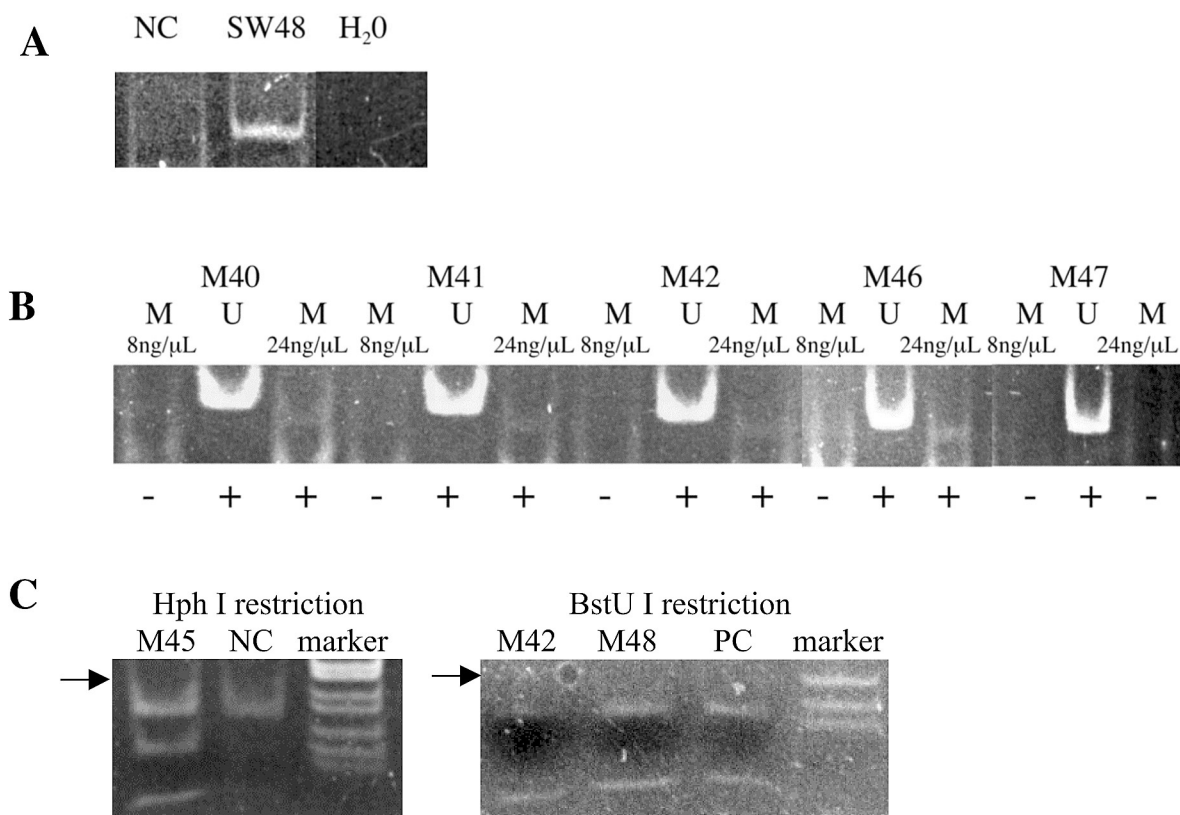 A
NC SW48 H₂0
B
M40 M41 M42 M46 M47
M U M M U M M U M M U M M U M
8ng/µL 24ng/µL 8ng/µL 24ng/µL 8ng/µL 24ng/µL 8ng/µL 24ng/µL 8ng/µL 24ng/µL
- + + - + + - + + - + + - + -
C
Hph I restriction BstU I restriction
M45 NC marker M42 M48 PC marker